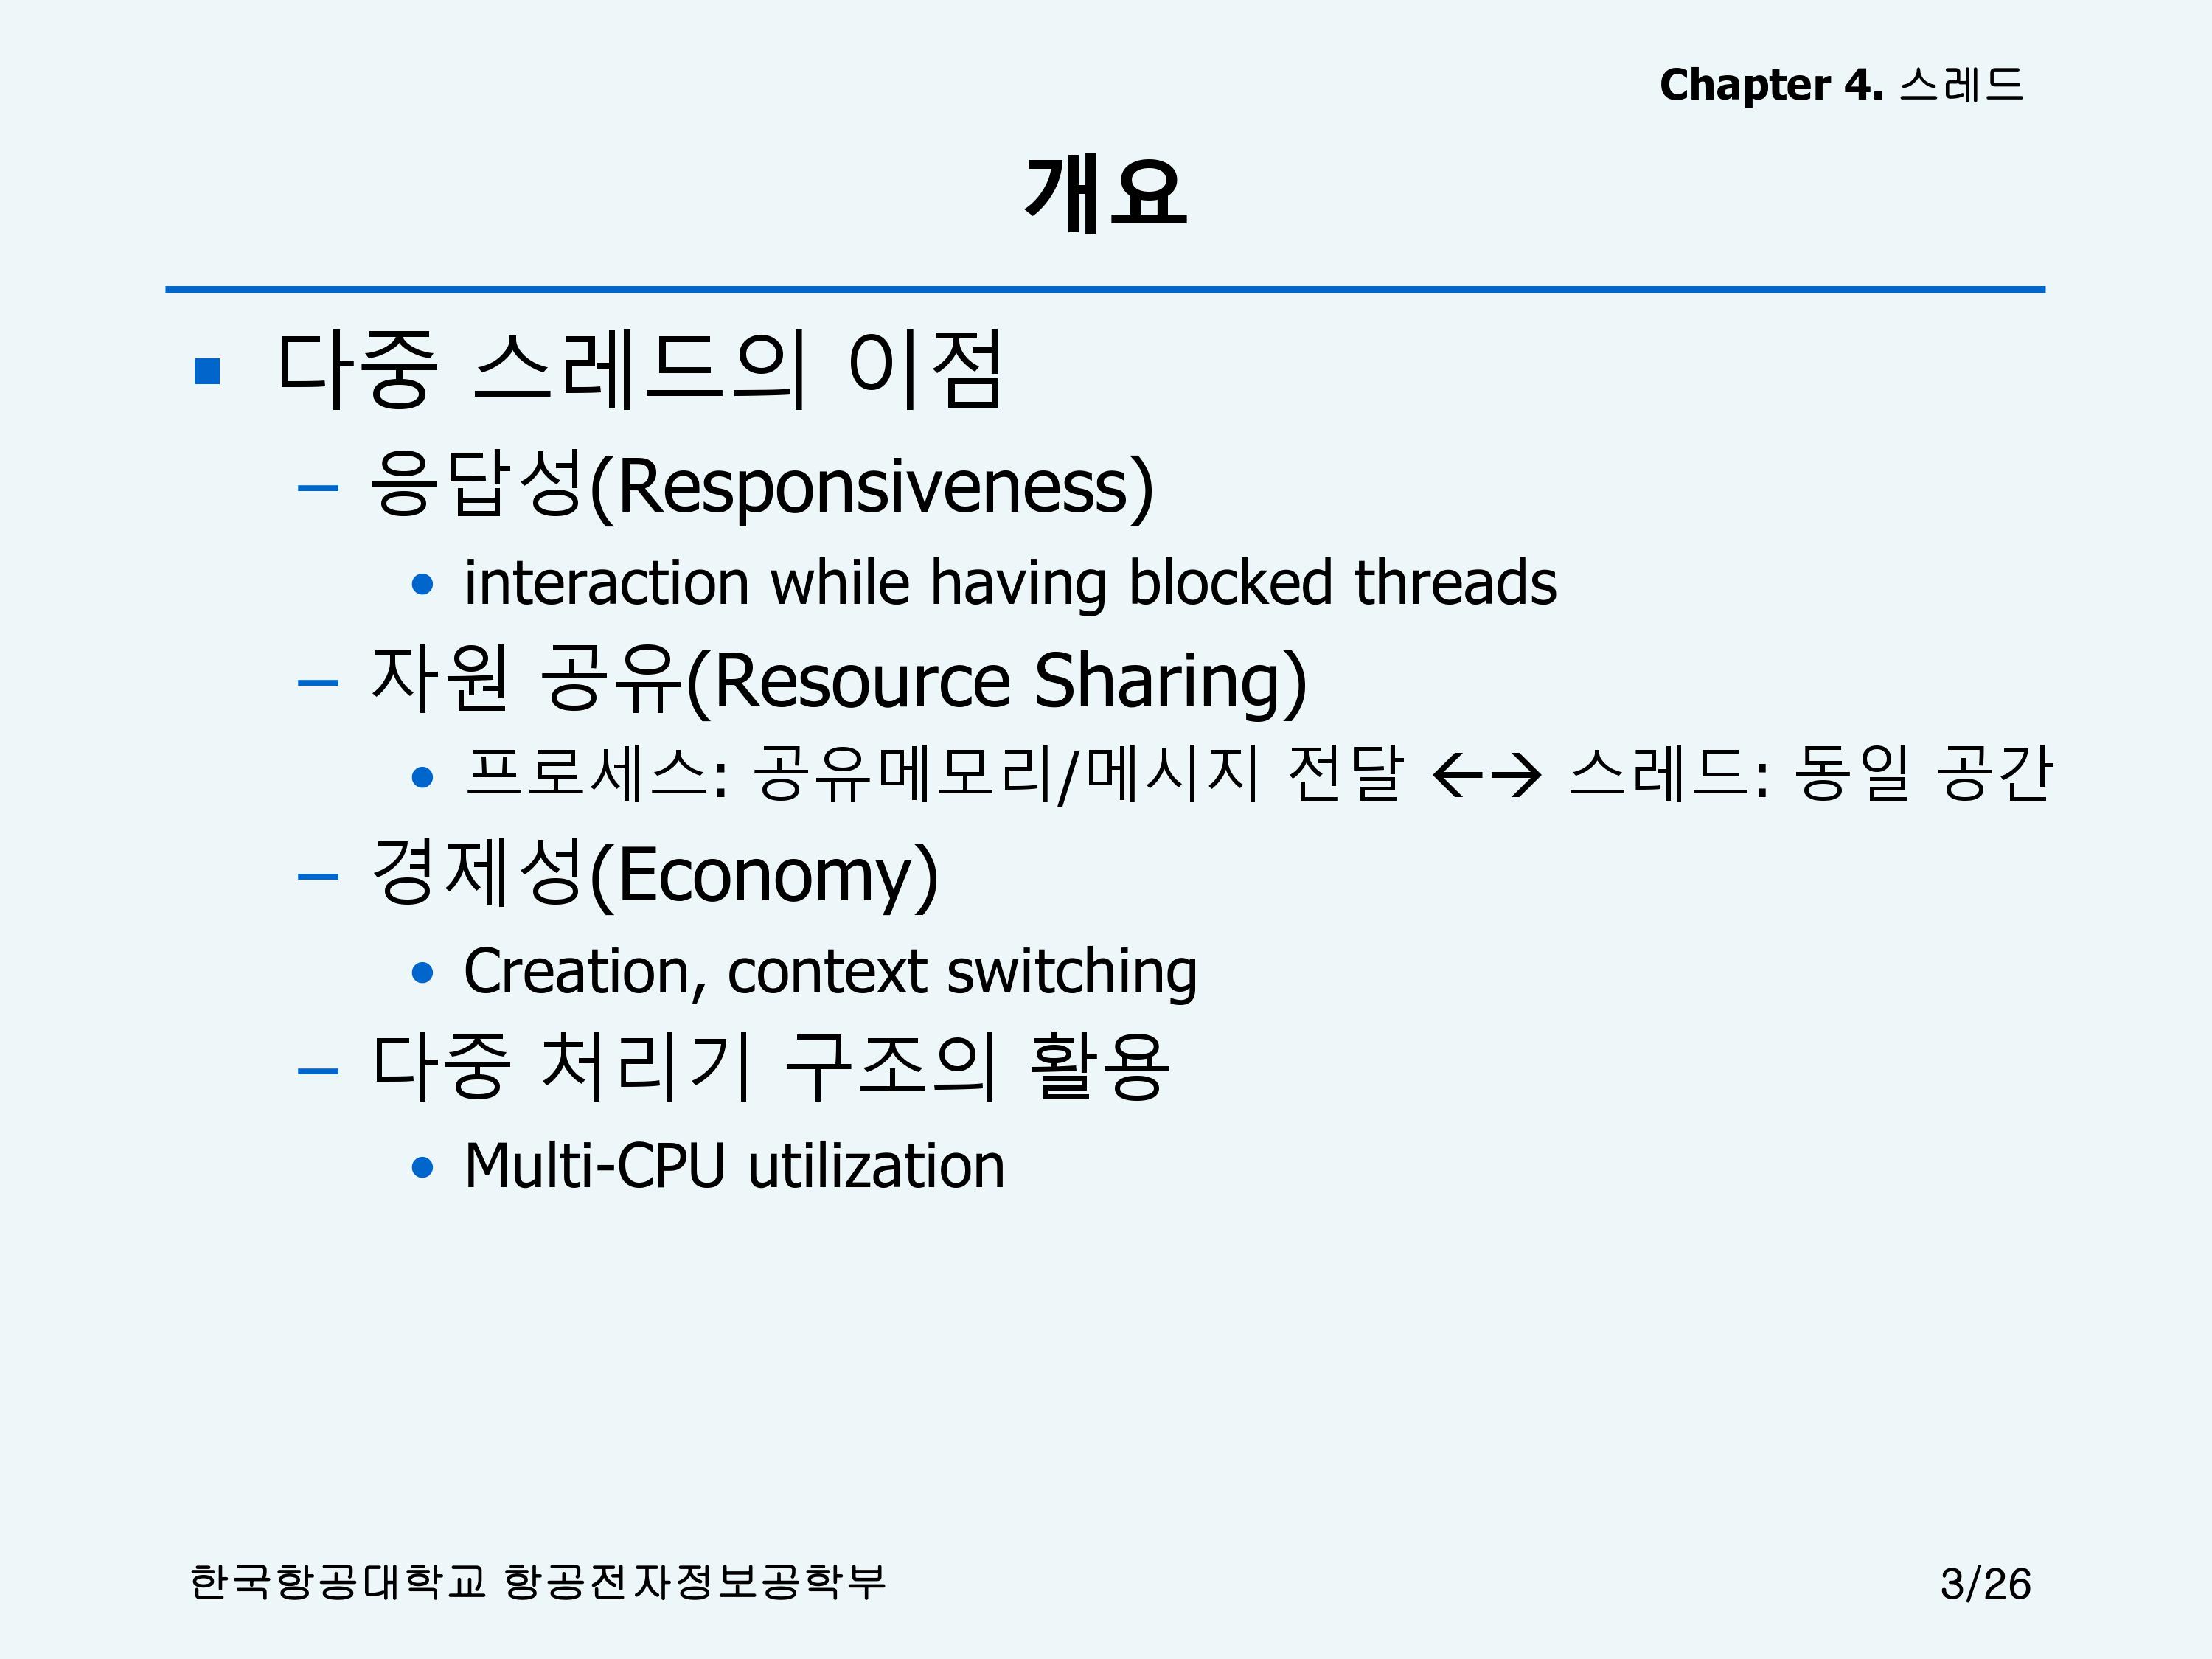 Chapter 4. 스레드
개요
▪ 다중 스레드의 이점
– 응답성(Responsiveness)
• interaction while having blocked threads
– 자원 공유(Resource Sharing)
• 프로세스: 공유메모리/메시지 전달 ←→ 스레드: 동일 공간
– 경제성(Economy)
• Creation, context switching
– 다중 처리기 구조의 활용
• Multi-CPU utilization
한국항공대학교 항공전자정보공학부
3/26